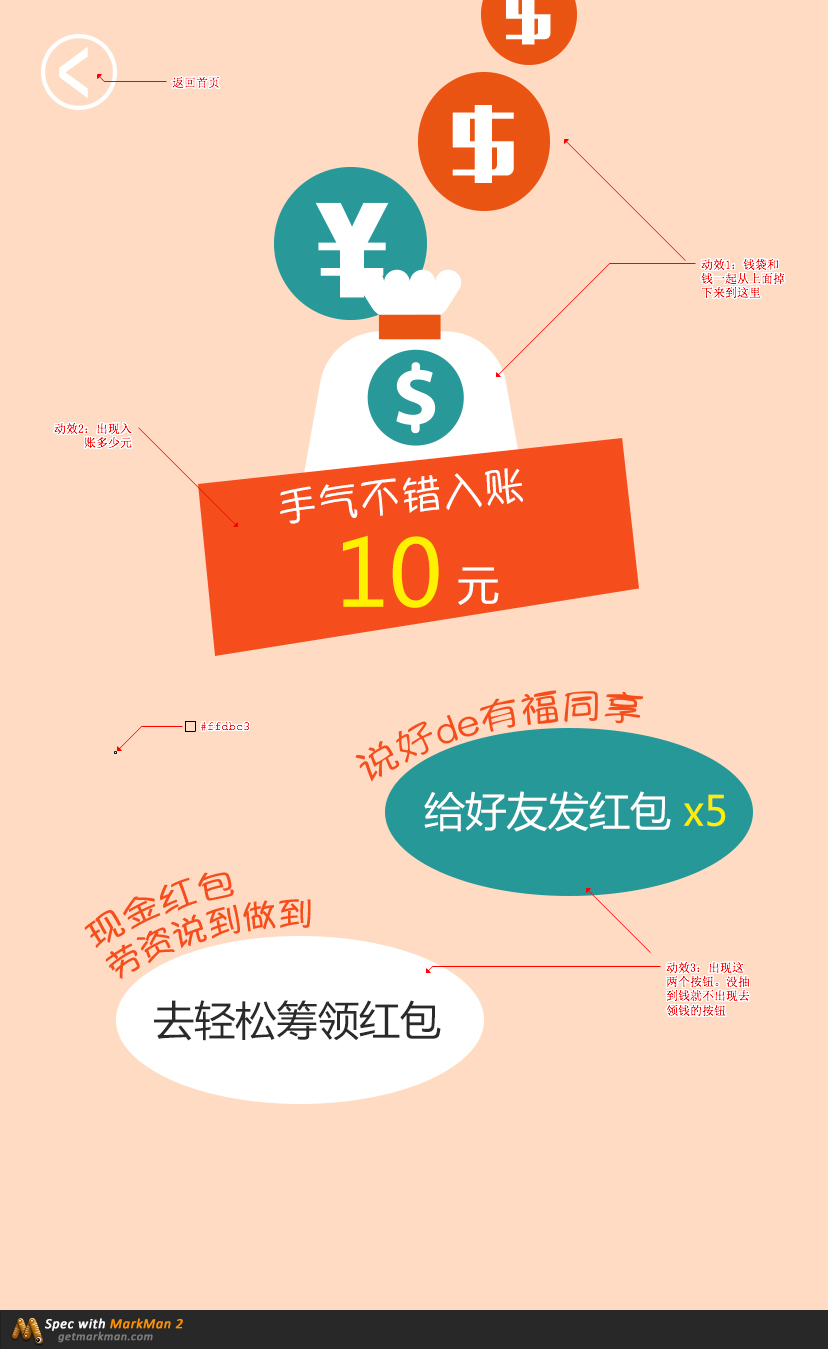 $
$
返回首页
¥
动效1：钱袋和
钱一起从上面掉
下来到这里
$
动效2：出现入
账多少元
手气不错入账
10 元
#ffdbc3
说好de有福同享
给好友发红包 x5
现金红包
劳资说到做到
动效3：出现这
两个按钮。没抽
到钱就不出现去
领钱的按钮
去轻松筹领红包
Spec with MarkMan 2
getmarkman.com